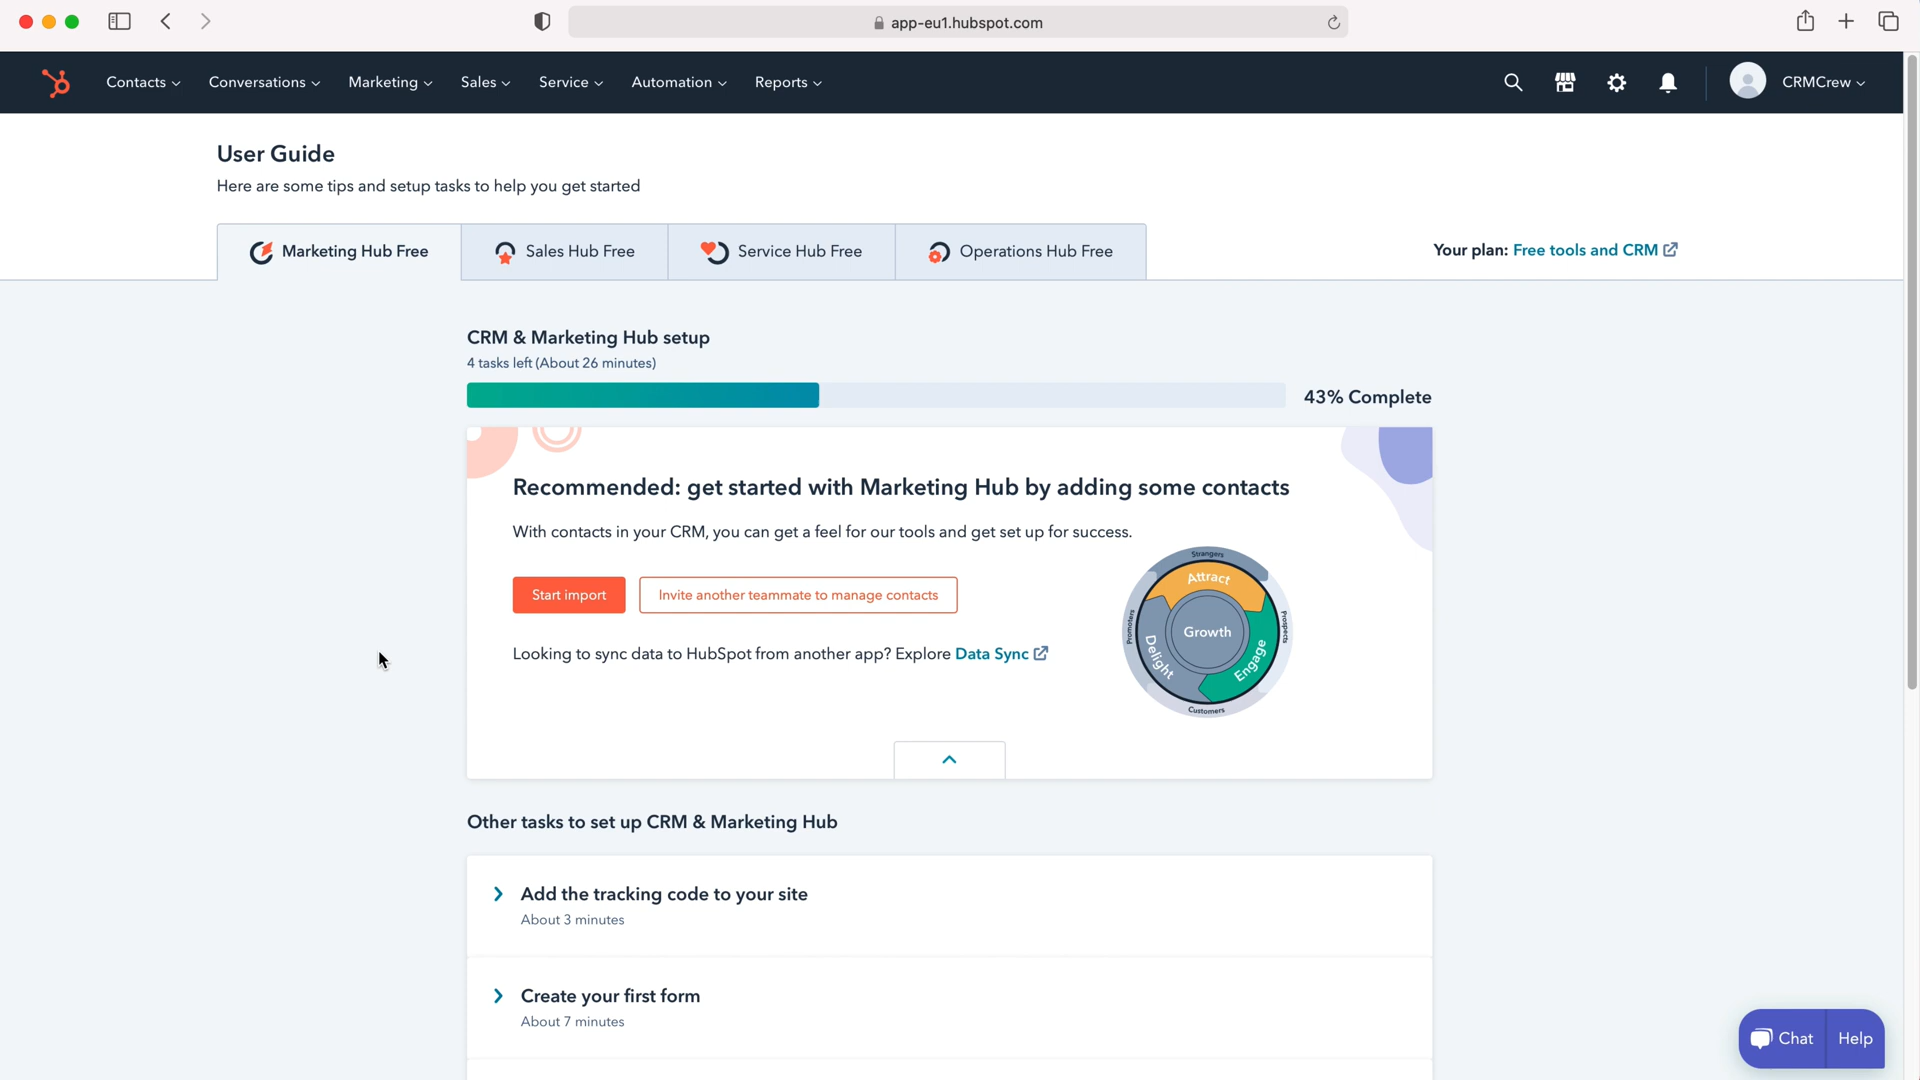 app-eu1.hubspot.com
Contacts Conversations Marketing Sales Service Automation Reports CRMCrew
User Guide
Here are some tips and setup tasks to help you get started
Marketing Hub Free Sales Hub Free Service Hub Free Operations Hub Free
Your plan: Free tools and CRM
CRM & Marketing Hub setup
4 tasks left (About 26 minutes)
43% Complete
Recommended: get started with Marketing Hub by adding some contacts
With contacts in your CRM, you can get a feel for our tools and get set up for success.
Start import Invite another teammate to manage contacts
Looking to sync data to HubSpot from another app? Explore Data Sync
Strangers
Attract
Promoters
Growth
Prospects
Delight
Engage
Customers
Other tasks to set up CRM & Marketing Hub
Add the tracking code to your site
About 3 minutes
Create your first form
About 7 minutes
Chat Help